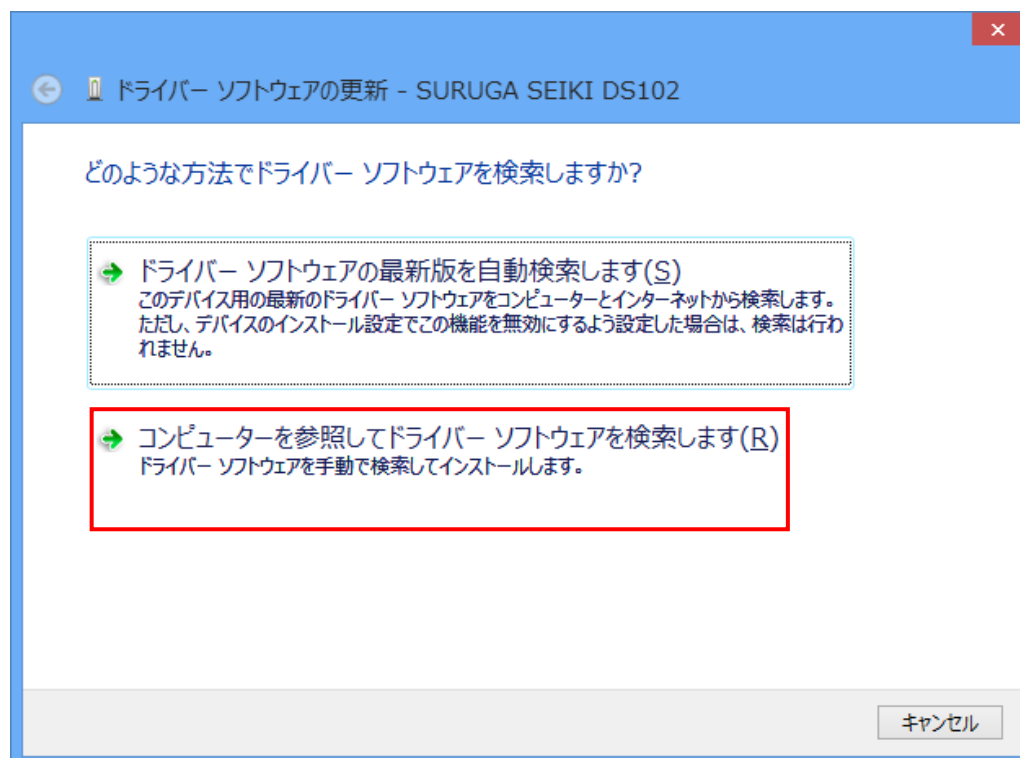 ドライバー ソフトウェアの更新 - SURUGA SEIKI DS102
どのような方法でドライバー ソフトウェアを検索しますか?
ドライバー ソフトウェアの最新版を自動検索します(S)
このデバイス用の最新のドライバー ソフトウェアをコンピューターとインターネットから検索します。
ただし、デバイスのインストール設定でこの機能を無効にするよう設定した場合は、検索は行わ
れません。
コンピューターを参照してドライバー ソフトウェアを検索します(R)
ドライバー ソフトウェアを手動で検索してインストールします。
キャンセル